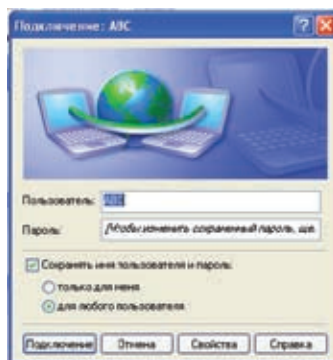 Подключение: ABC
Пользователь: ABC
Пароль: [Чтобы изменить сохраненный пароль, ще
Сохранять имя пользователя и пароль:
только для меня
для любого пользователя
Подключение Отмена Свойства Справка